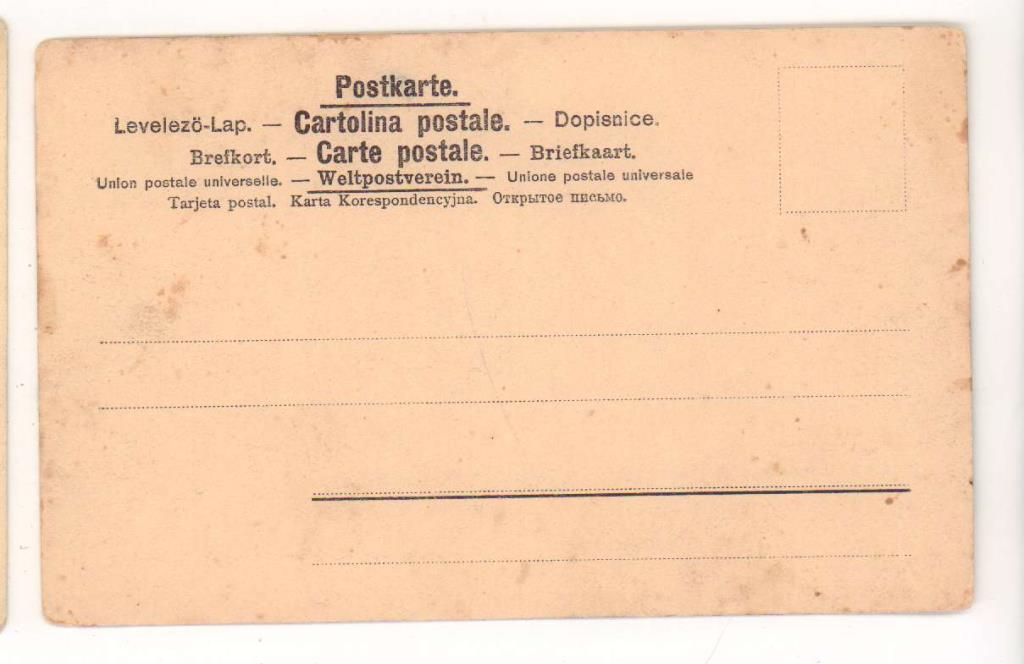 Postkarte.
Levelezö-Lap. — Cartolina postale. — Dopisnice.
Brefkort. — Carte postale. — Briefkaart.
Union postale universelle. — Weltpostverein. — Unione postale universale
Tarjeta postal. Karta Korespondencyjna. Открытое письмо.